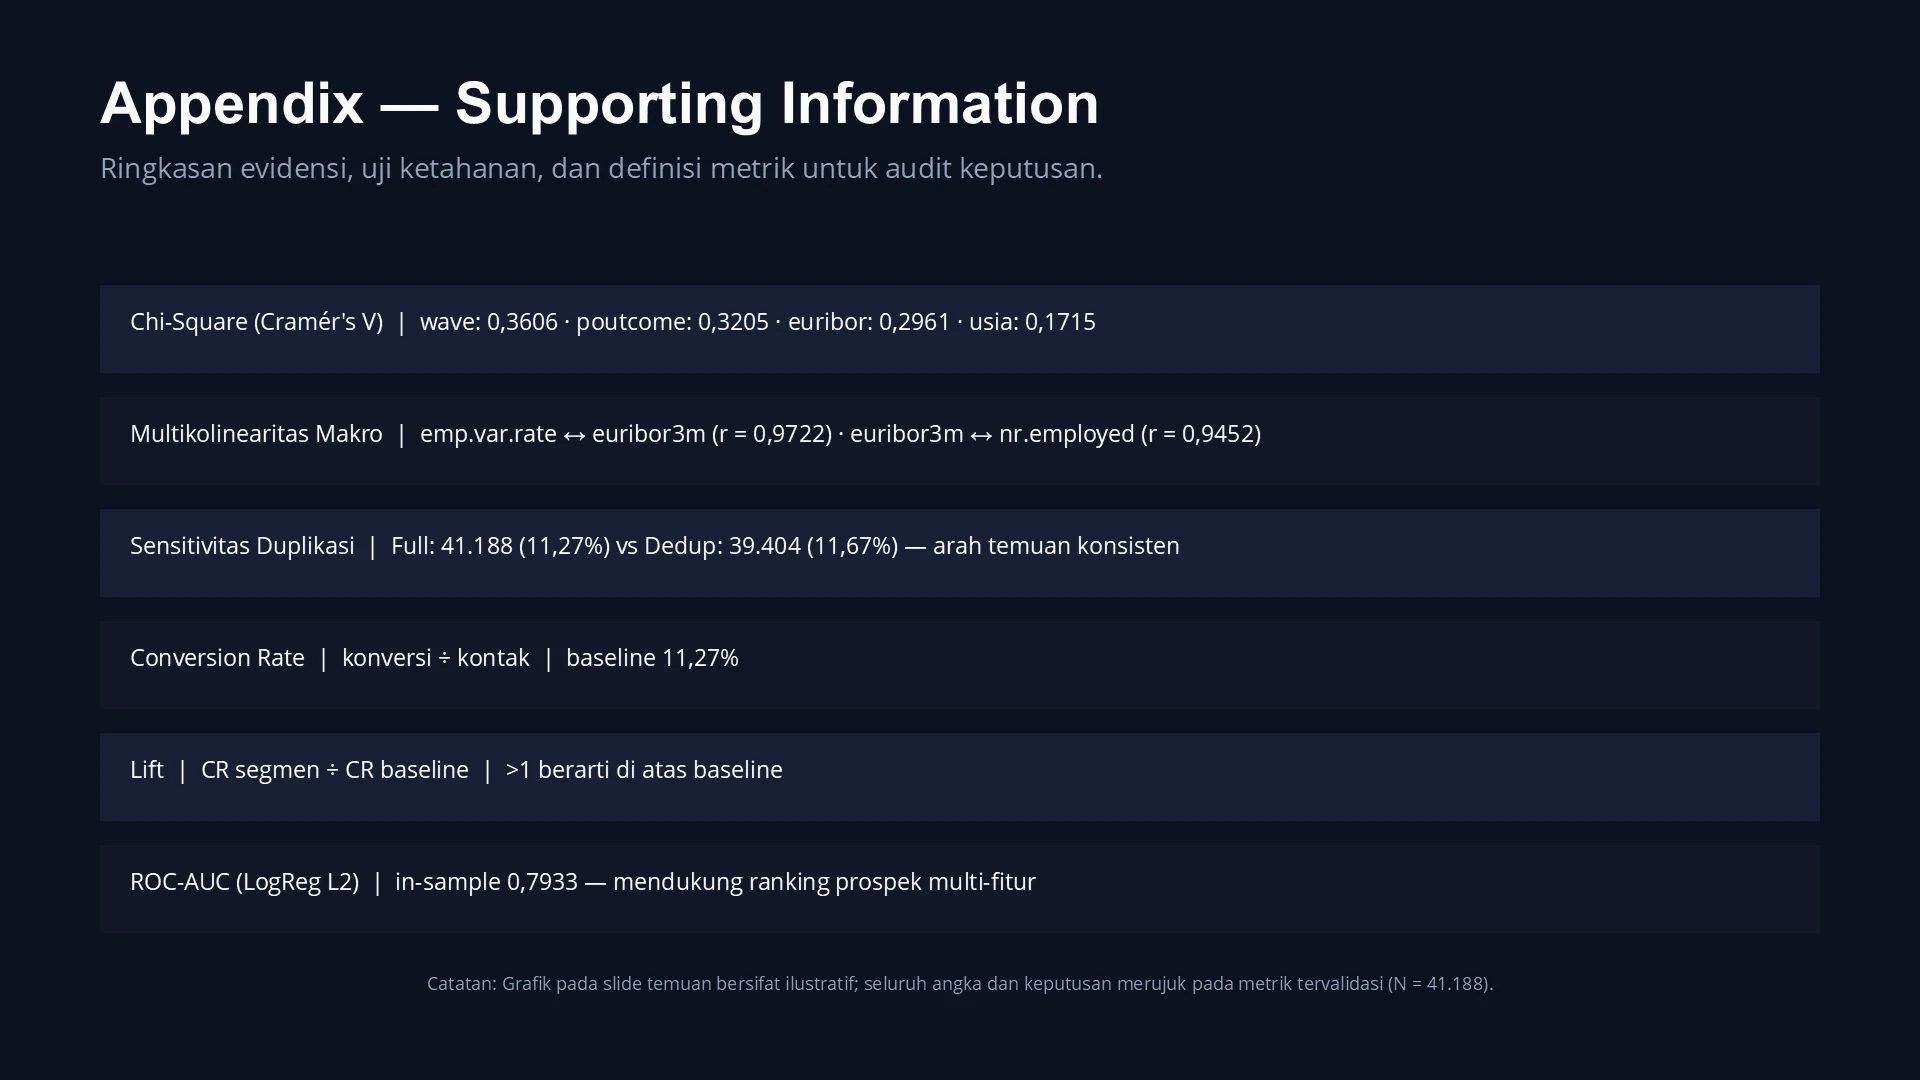 Appendix — Supporting Information
Ringkasan evidensi, uji ketahanan, dan definisi metrik untuk audit keputusan.
Chi-Square (Cramér's V) | wave: 0,3606 · poutcome: 0,3205 · euribor: 0,2961 · usia: 0,1715
Multikolinearitas Makro | emp.var.rate ↔ euribor3m (r = 0,9722) · euribor3m ↔ nr.employed (r = 0,9452)
Sensitivitas Duplikasi | Full: 41.188 (11,27%) vs Dedup: 39.404 (11,67%) — arah temuan konsisten
Conversion Rate | konversi ÷ kontak | baseline 11,27%
Lift | CR segmen ÷ CR baseline | >1 berarti di atas baseline
ROC-AUC (LogReg L2) | in-sample 0,7933 — mendukung ranking prospek multi-fitur
Catatan: Grafik pada slide temuan bersifat ilustratif; seluruh angka dan keputusan merujuk pada metrik tervalidasi (N = 41.188).